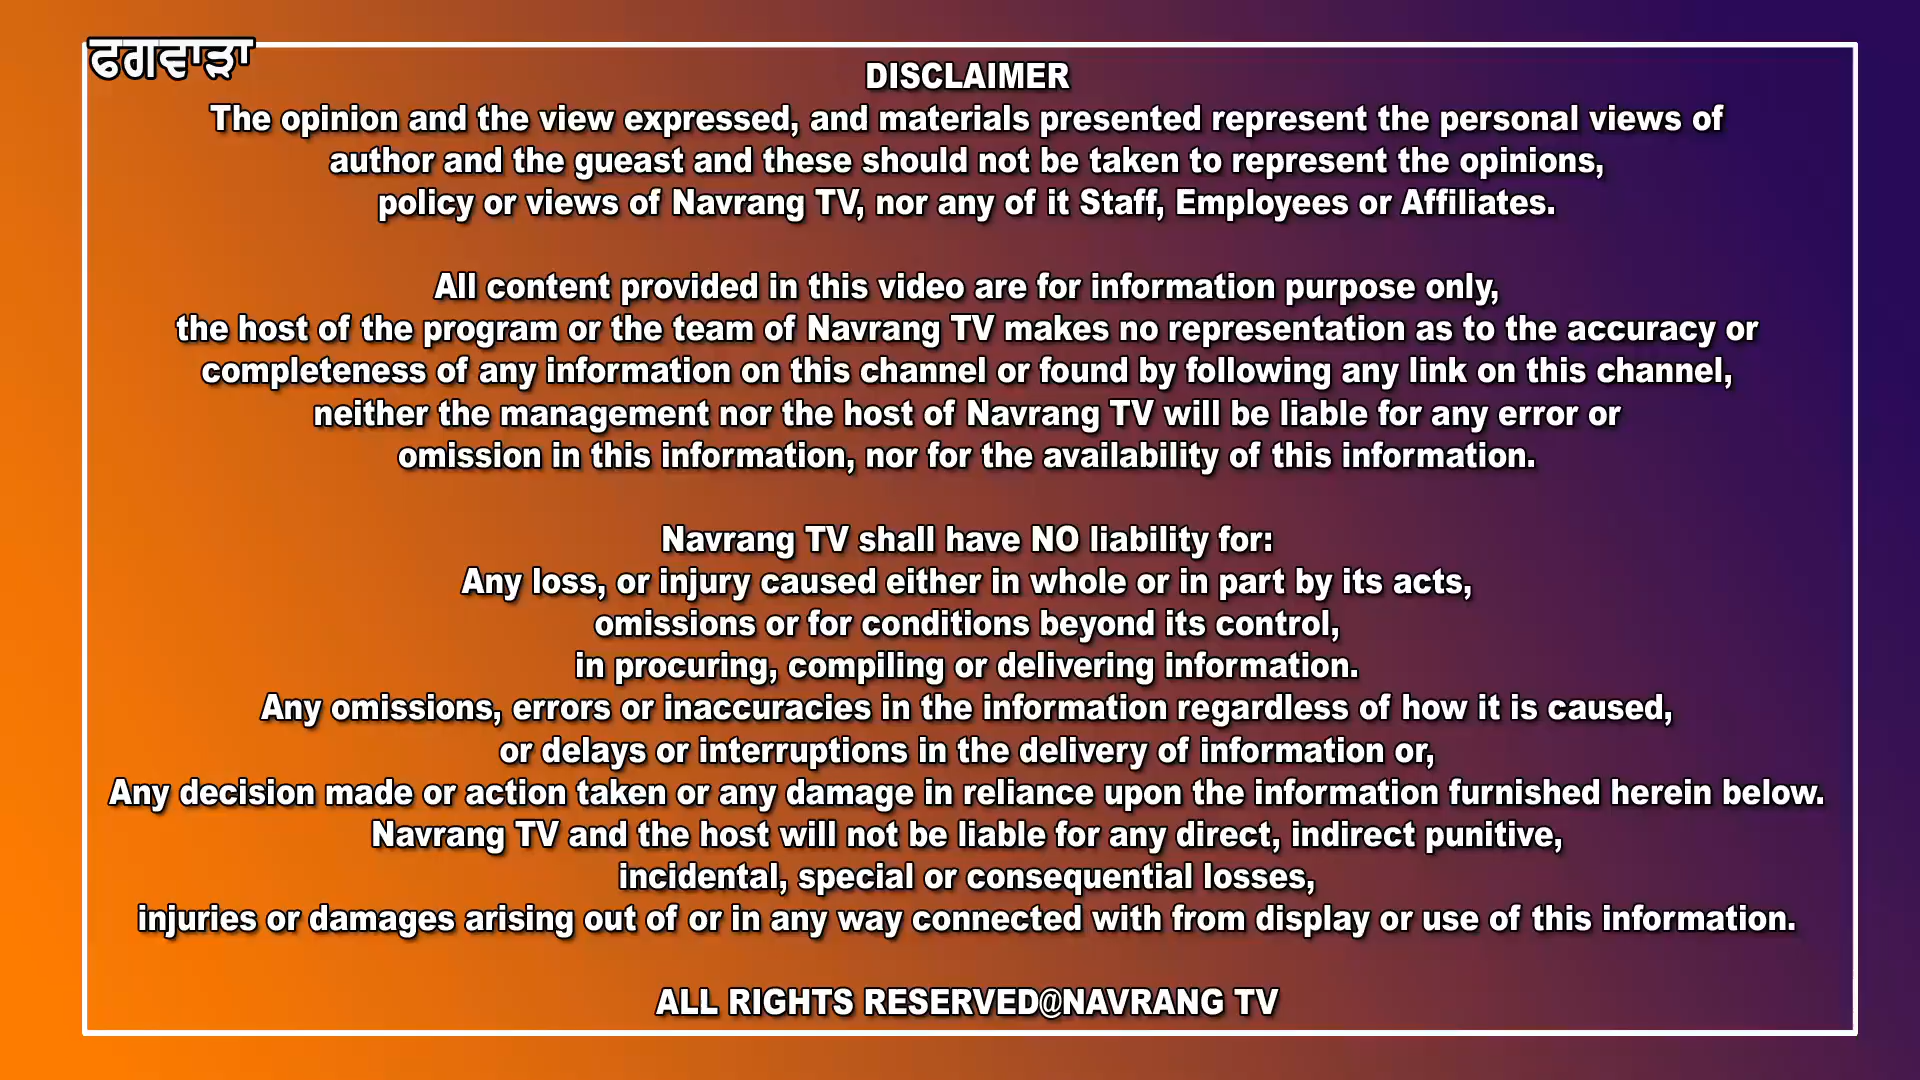 ਫਗਵਾੜਾ
DISCLAIMER
The opinion and the view expressed, and materials presented represent the personal views of
author and the gueast and these should not be taken to represent the opinions,
policy or views of Navrang TV, nor any of it Staff, Employees or Affiliates.
All content provided in this video are for information purpose only,
the host of the program or the team of Navrang TV makes no representation as to the accuracy or
completeness of any information on this channel or found by following any link on this channel,
neither the management nor the host of Navrang TV will be liable for any error or
omission in this information, nor for the availability of this information.
Navrang TV shall have NO liability for:
Any loss, or injury caused either in whole or in part by its acts,
omissions or for conditions beyond its control,
in procuring, compiling or delivering information.
Any omissions, errors or inaccuracies in the information regardless of how it is caused,
or delays or interruptions in the delivery of information or,
Any decision made or action taken or any damage in reliance upon the information furnished herein below.
Navrang TV and the host will not be liable for any direct, indirect punitive,
incidental, special or consequential losses,
injuries or damages arising out of or in any way connected with from display or use of this information.
ALL RIGHTS RESERVED@NAVRANG TV